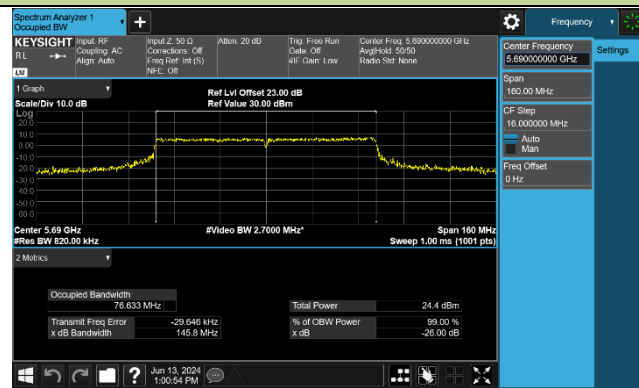 Spectrum Analyzer 1
Occupied BW
Frequency
KEYSIGHT
RL
LXI
Input: RF
Coupling: AC
Align: Auto
Input Z: 50 Ω
Corrections: Off
Freq Ref: Int (S)
NFE: Off
Atten: 20 dB
Trig: Free Run
Gate: Off
#IF Gain: Low
Center Freq: 5.690000000 GHz
Avg|Hold: 50/50
Radio Std: None
Center Frequency
5.690000000 GHz
Settings
Span
160.00 MHz
CF Step
16.000000 MHz
Auto
Man
Freq Offset
0 Hz
1 Graph
Scale/Div 10.0 dB
Ref Lvl Offset 23.00 dB
Ref Value 30.00 dBm
Log
20.0
10.0
0.00
-10.0
-20.0
-30.0
-40.0
-50.0
-60.0
Center 5.69 GHz
#Video BW 2.7000 MHz*
Span 160 MHz
#Res BW 820.00 kHz
Sweep 1.00 ms (1001 pts)
2 Metrics
Occupied Bandwidth
76.633 MHz
Total Power 24.4 dBm
Transmit Freq Error -29.646 kHz
% of OBW Power 99.00 %
x dB Bandwidth 145.8 MHz
x dB -26.00 dB
?
Jun 13, 2024
1:00:54 PM